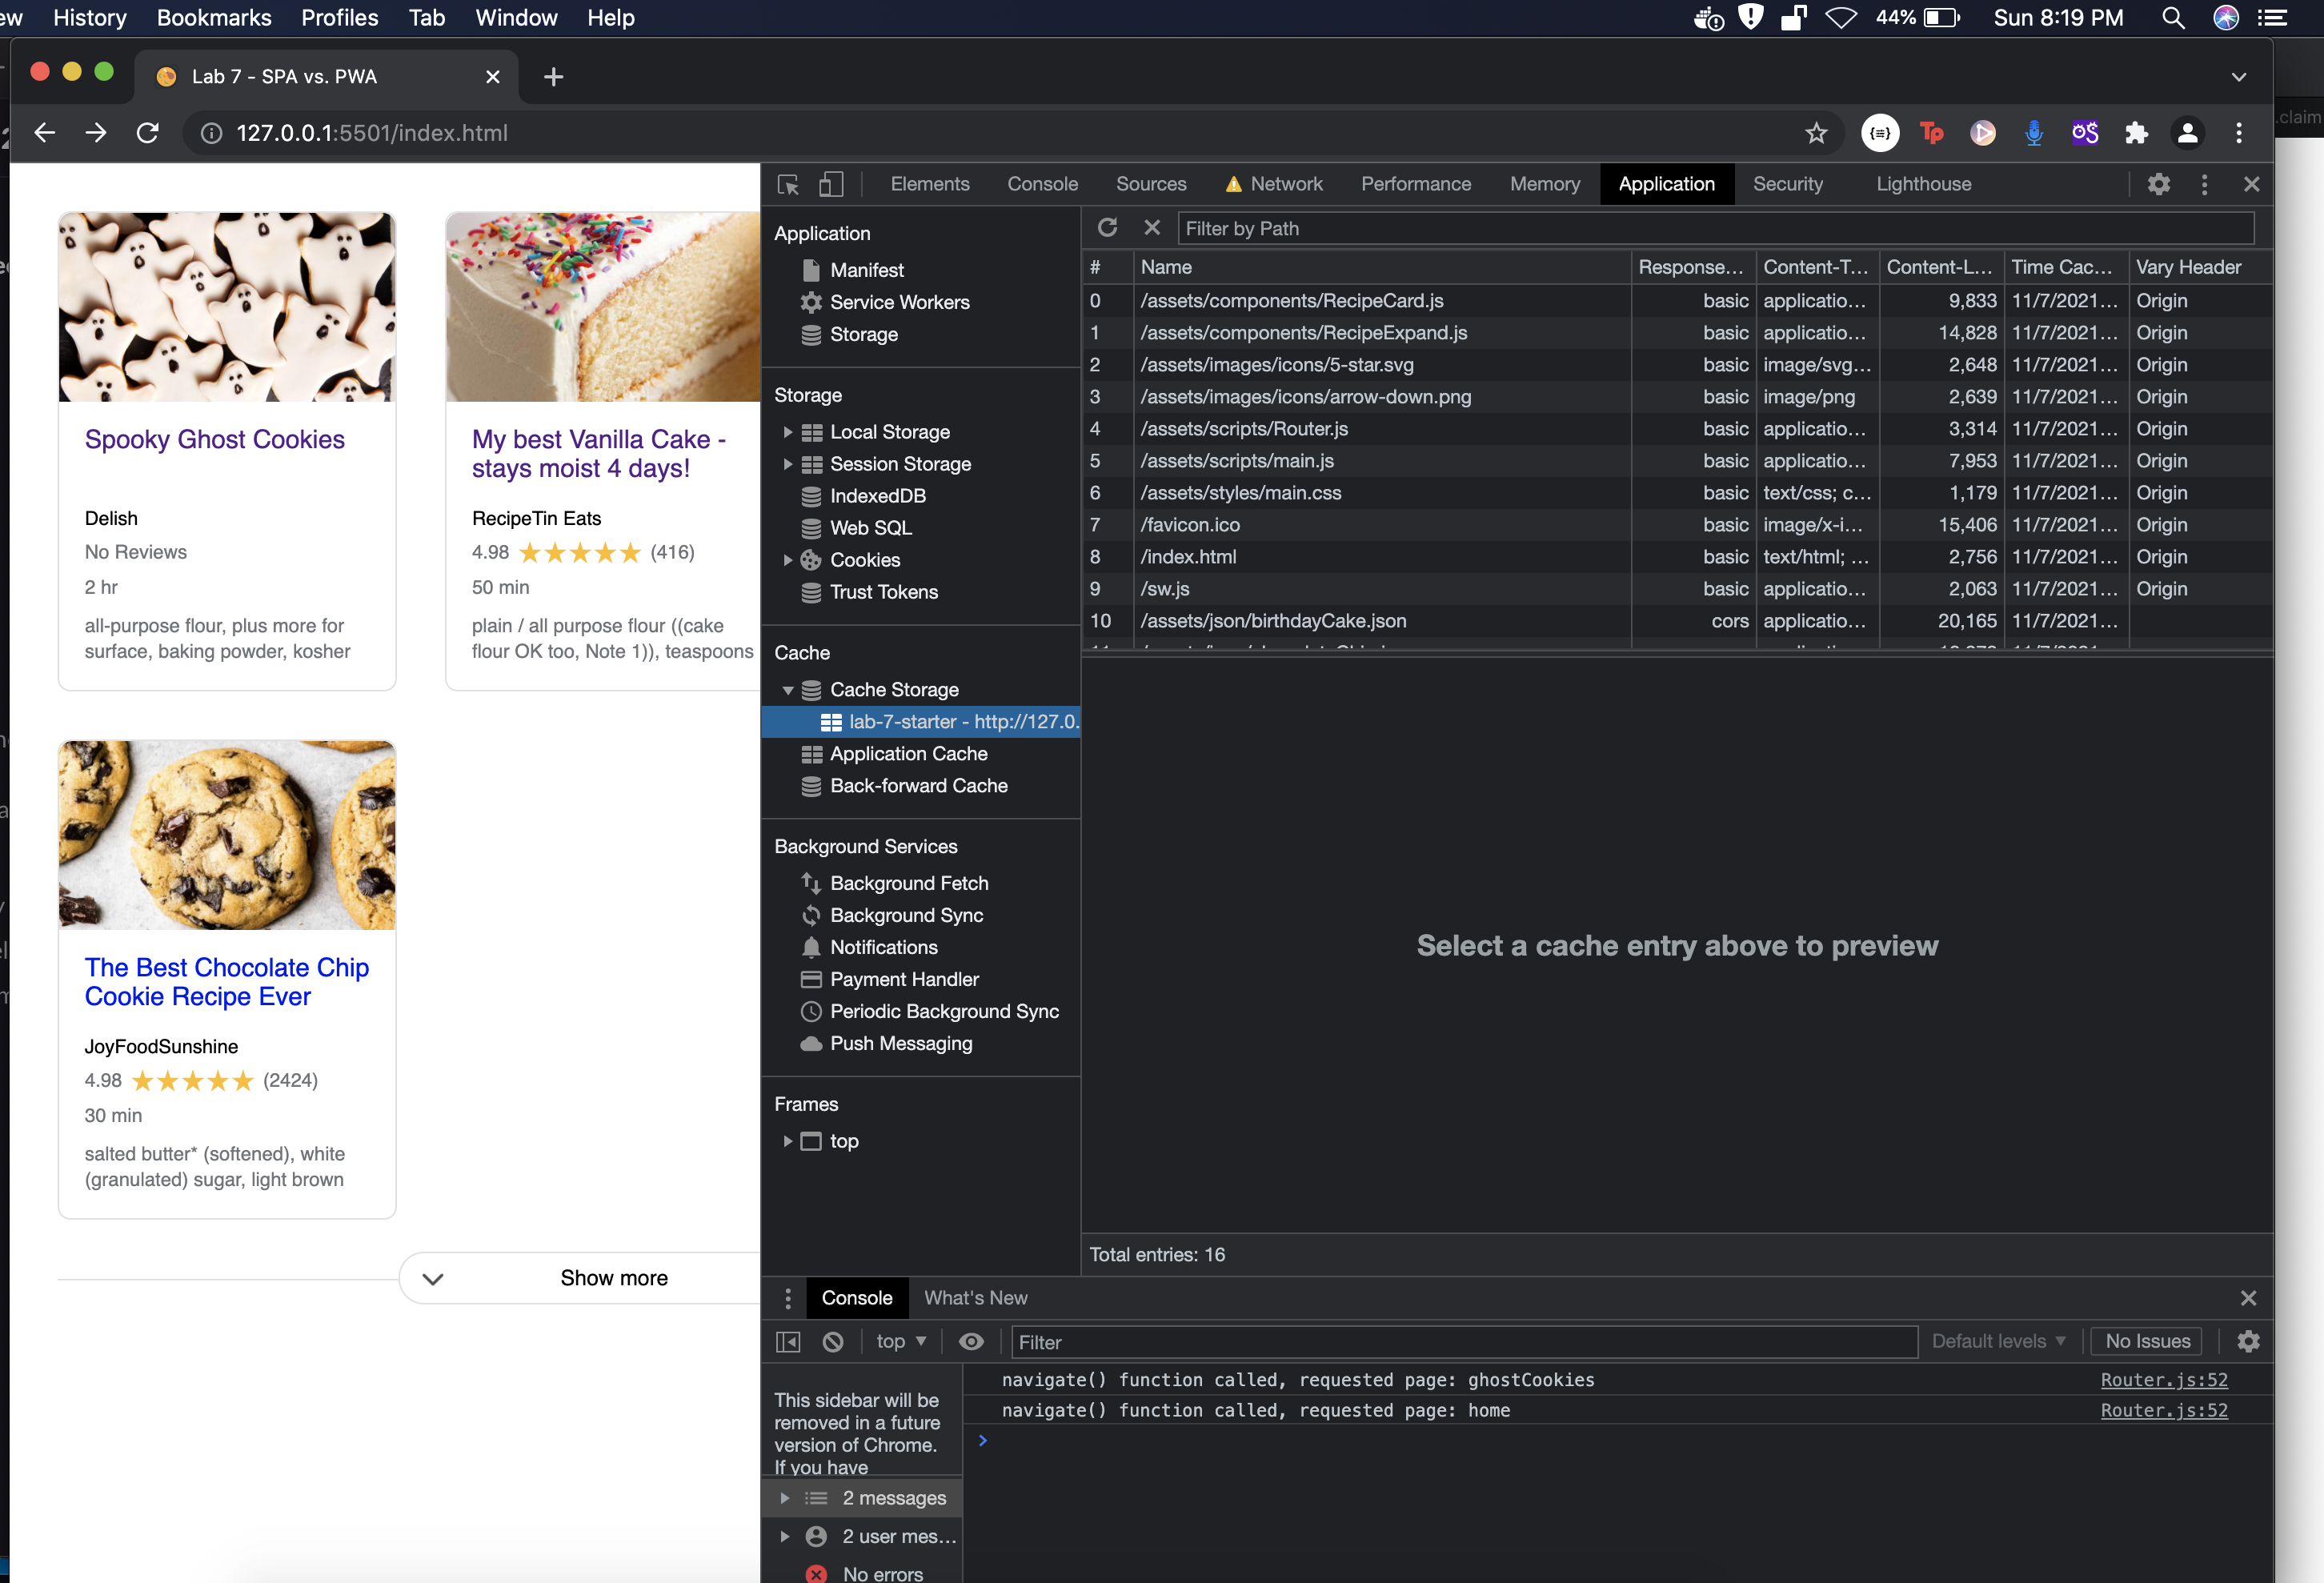 History Bookmarks Profiles Tab Window Help 44% Sun 8:19 PM
Lab 7 - SPA vs. PWA
127.0.0.1:5501/index.html
Elements Console Sources Network Performance Memory Application Security Lighthouse
Spooky Ghost Cookies
Delish
No Reviews
2 hr
all-purpose flour, plus more for
surface, baking powder, kosher
My best Vanilla Cake -
stays moist 4 days!
RecipeTin Eats
4.98 (416)
50 min
plain / all purpose flour ((cake
flour OK too, Note 1)), teaspoons
The Best Chocolate Chip
Cookie Recipe Ever
JoyFoodSunshine
4.98 (2424)
30 min
salted butter* (softened), white
(granulated) sugar, light brown
Show more
Application
Manifest
Service Workers
Storage
Storage
Local Storage
Session Storage
IndexedDB
Web SQL
Cookies
Trust Tokens
Cache
Cache Storage
lab-7-starter - http://127.0.
Application Cache
Back-forward Cache
Background Services
Background Fetch
Background Sync
Notifications
Payment Handler
Periodic Background Sync
Push Messaging
Frames
top
Filter by Path
# Name Response... Content-T... Content-L... Time Cac... Vary Header
0 /assets/components/RecipeCard.js basic applicatio... 9,833 11/7/2021... Origin
1 /assets/components/RecipeExpand.js basic applicatio... 14,828 11/7/2021... Origin
2 /assets/images/icons/5-star.svg basic image/svg... 2,648 11/7/2021... Origin
3 /assets/images/icons/arrow-down.png basic image/png 2,639 11/7/2021... Origin
4 /assets/scripts/Router.js basic applicatio... 3,314 11/7/2021... Origin
5 /assets/scripts/main.js basic applicatio... 7,953 11/7/2021... Origin
6 /assets/styles/main.css basic text/css; c... 1,179 11/7/2021... Origin
7 /favicon.ico basic image/x-i... 15,406 11/7/2021... Origin
8 /index.html basic text/html; ... 2,756 11/7/2021... Origin
9 /sw.js basic applicatio... 2,063 11/7/2021... Origin
10 /assets/json/birthdayCake.json cors applicatio... 20,165 11/7/2021...
Select a cache entry above to preview
Total entries: 16
Console What's New
top Filter Default levels No Issues
This sidebar will be
removed in a future
version of Chrome.
If you have
2 messages
2 user mes...
No errors
navigate() function called, requested page: ghostCookies Router.js:52
navigate() function called, requested page: home Router.js:52
.claim